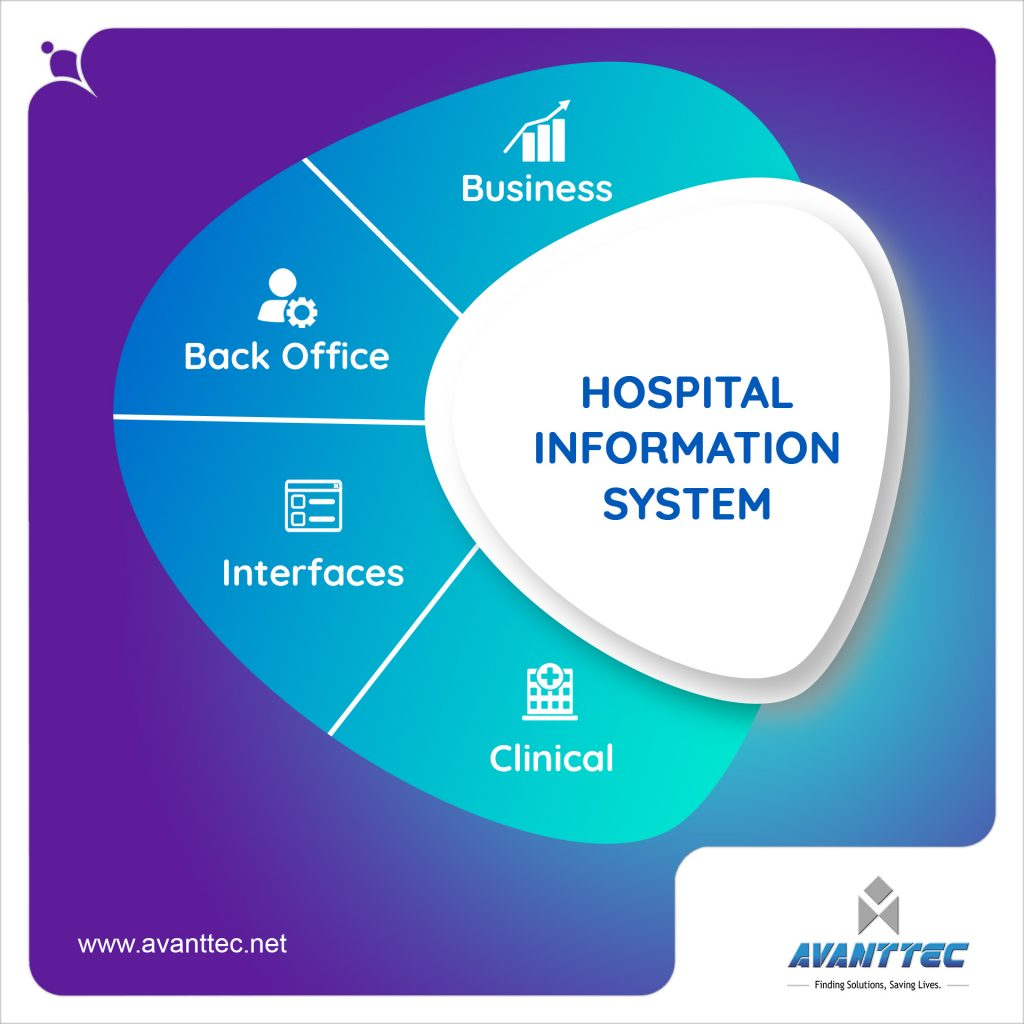 Business
Back Office
HOSPITAL
INFORMATION
SYSTEM
Interfaces
Clinical
www.avanttec.net
AVANTTEC
Finding Solutions, Saving Lives.